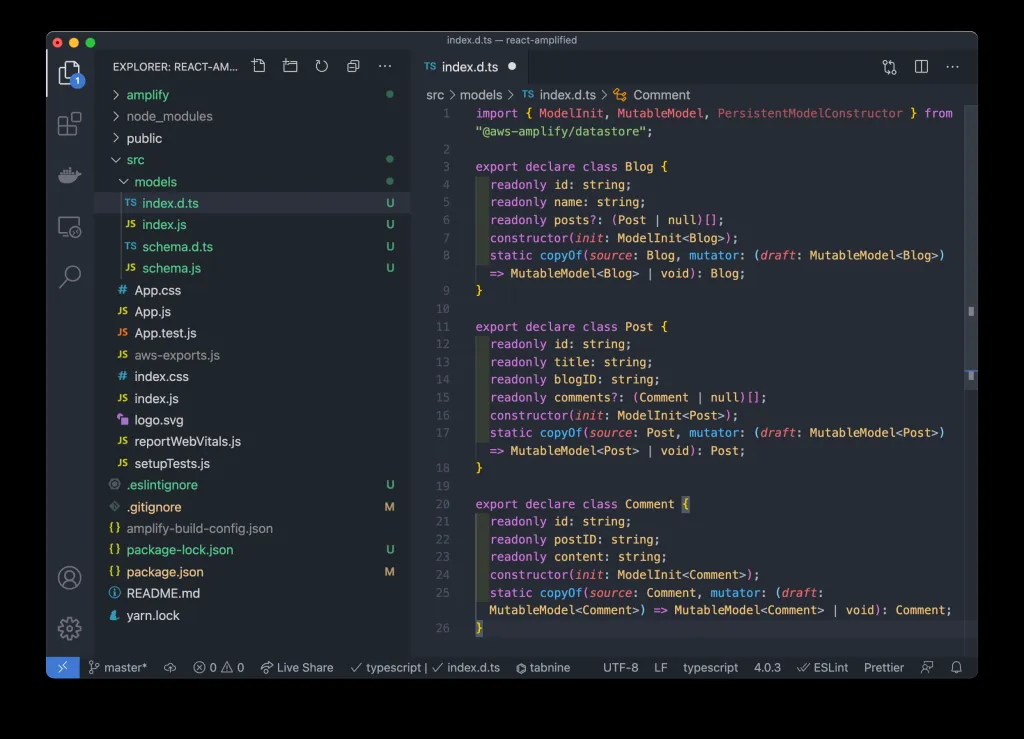 index.d.ts — react-amplified
EXPLORER: REACT-AM...
TS index.d.ts
1
src > models > TS index.d.ts > Comment
> amplify
> node_modules
> public
src
models
TS index.d.ts U
JS index.js U
TS schema.d.ts U
JS schema.js U
# App.css
JS App.js
JS App.test.js
JS aws-exports.js
# index.css
JS index.js
logo.svg
JS reportWebVitals.js
JS setupTests.js
.eslintignore U
.gitignore M
{} amplify-build-config.json
{} package-lock.json U
{} package.json M
README.md
yarn.lock
1 import { ModelInit, MutableModel, PersistentModelConstructor } from
"@aws-amplify/datastore";
2
3 export declare class Blog {
4 readonly id: string;
5 readonly name: string;
6 readonly posts?: (Post | null)[];
7 constructor(init: ModelInit<Blog>);
8 static copyOf(source: Blog, mutator: (draft: MutableModel<Blog>)
=> MutableModel<Blog> | void): Blog;
9 }
10
11 export declare class Post {
12 readonly id: string;
13 readonly title: string;
14 readonly blogID: string;
15 readonly comments?: (Comment | null)[];
16 constructor(init: ModelInit<Post>);
17 static copyOf(source: Post, mutator: (draft: MutableModel<Post>)
=> MutableModel<Post> | void): Post;
18 }
19
20 export declare class Comment {
21 readonly id: string;
22 readonly postID: string;
23 readonly content: string;
24 constructor(init: ModelInit<Comment>);
25 static copyOf(source: Comment, mutator: (draft:
MutableModel<Comment>) => MutableModel<Comment> | void): Comment;
26 }
master* 0 0 Live Share typescript | index.d.ts tabnine UTF-8 LF typescript 4.0.3 ESLint Prettier